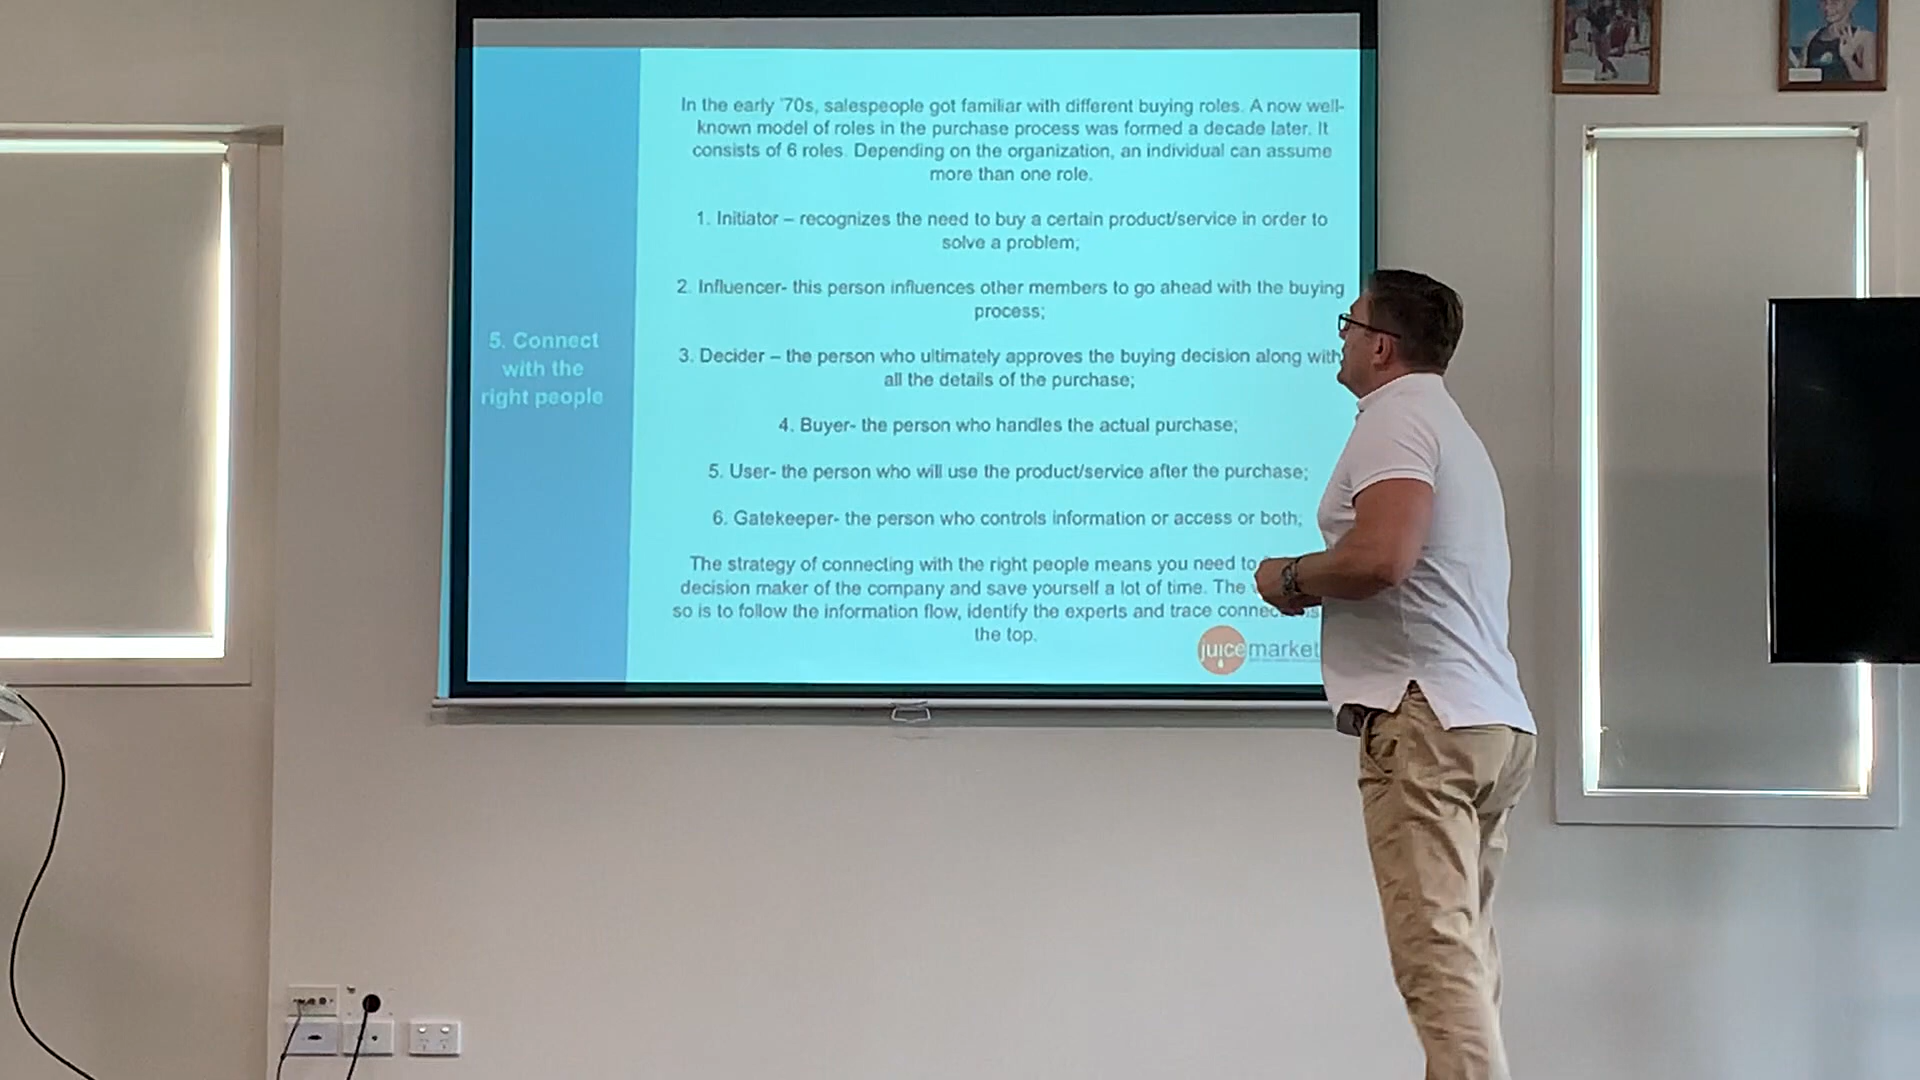 In the early '70s, salespeople got familiar with different buying roles. A now well-
known model of roles in the purchase process was formed a decade later. It
consists of 6 roles. Depending on the organization, an individual can assume
more than one role.
1. Initiator – recognizes the need to buy a certain product/service in order to
solve a problem;
2. Influencer- this person influences other members to go ahead with the buying
process;
5. Connect
with the
right people
3. Decider – the person who ultimately approves the buying decision along with
all the details of the purchase;
4. Buyer- the person who handles the actual purchase;
5. User- the person who will use the product/service after the purchase;
6. Gatekeeper- the person who controls information or access or both;
The strategy of connecting with the right people means you need to
decision maker of the company and save yourself a lot of time. The
so is to follow the information flow, identify the experts and trace
the top.
juicemarket